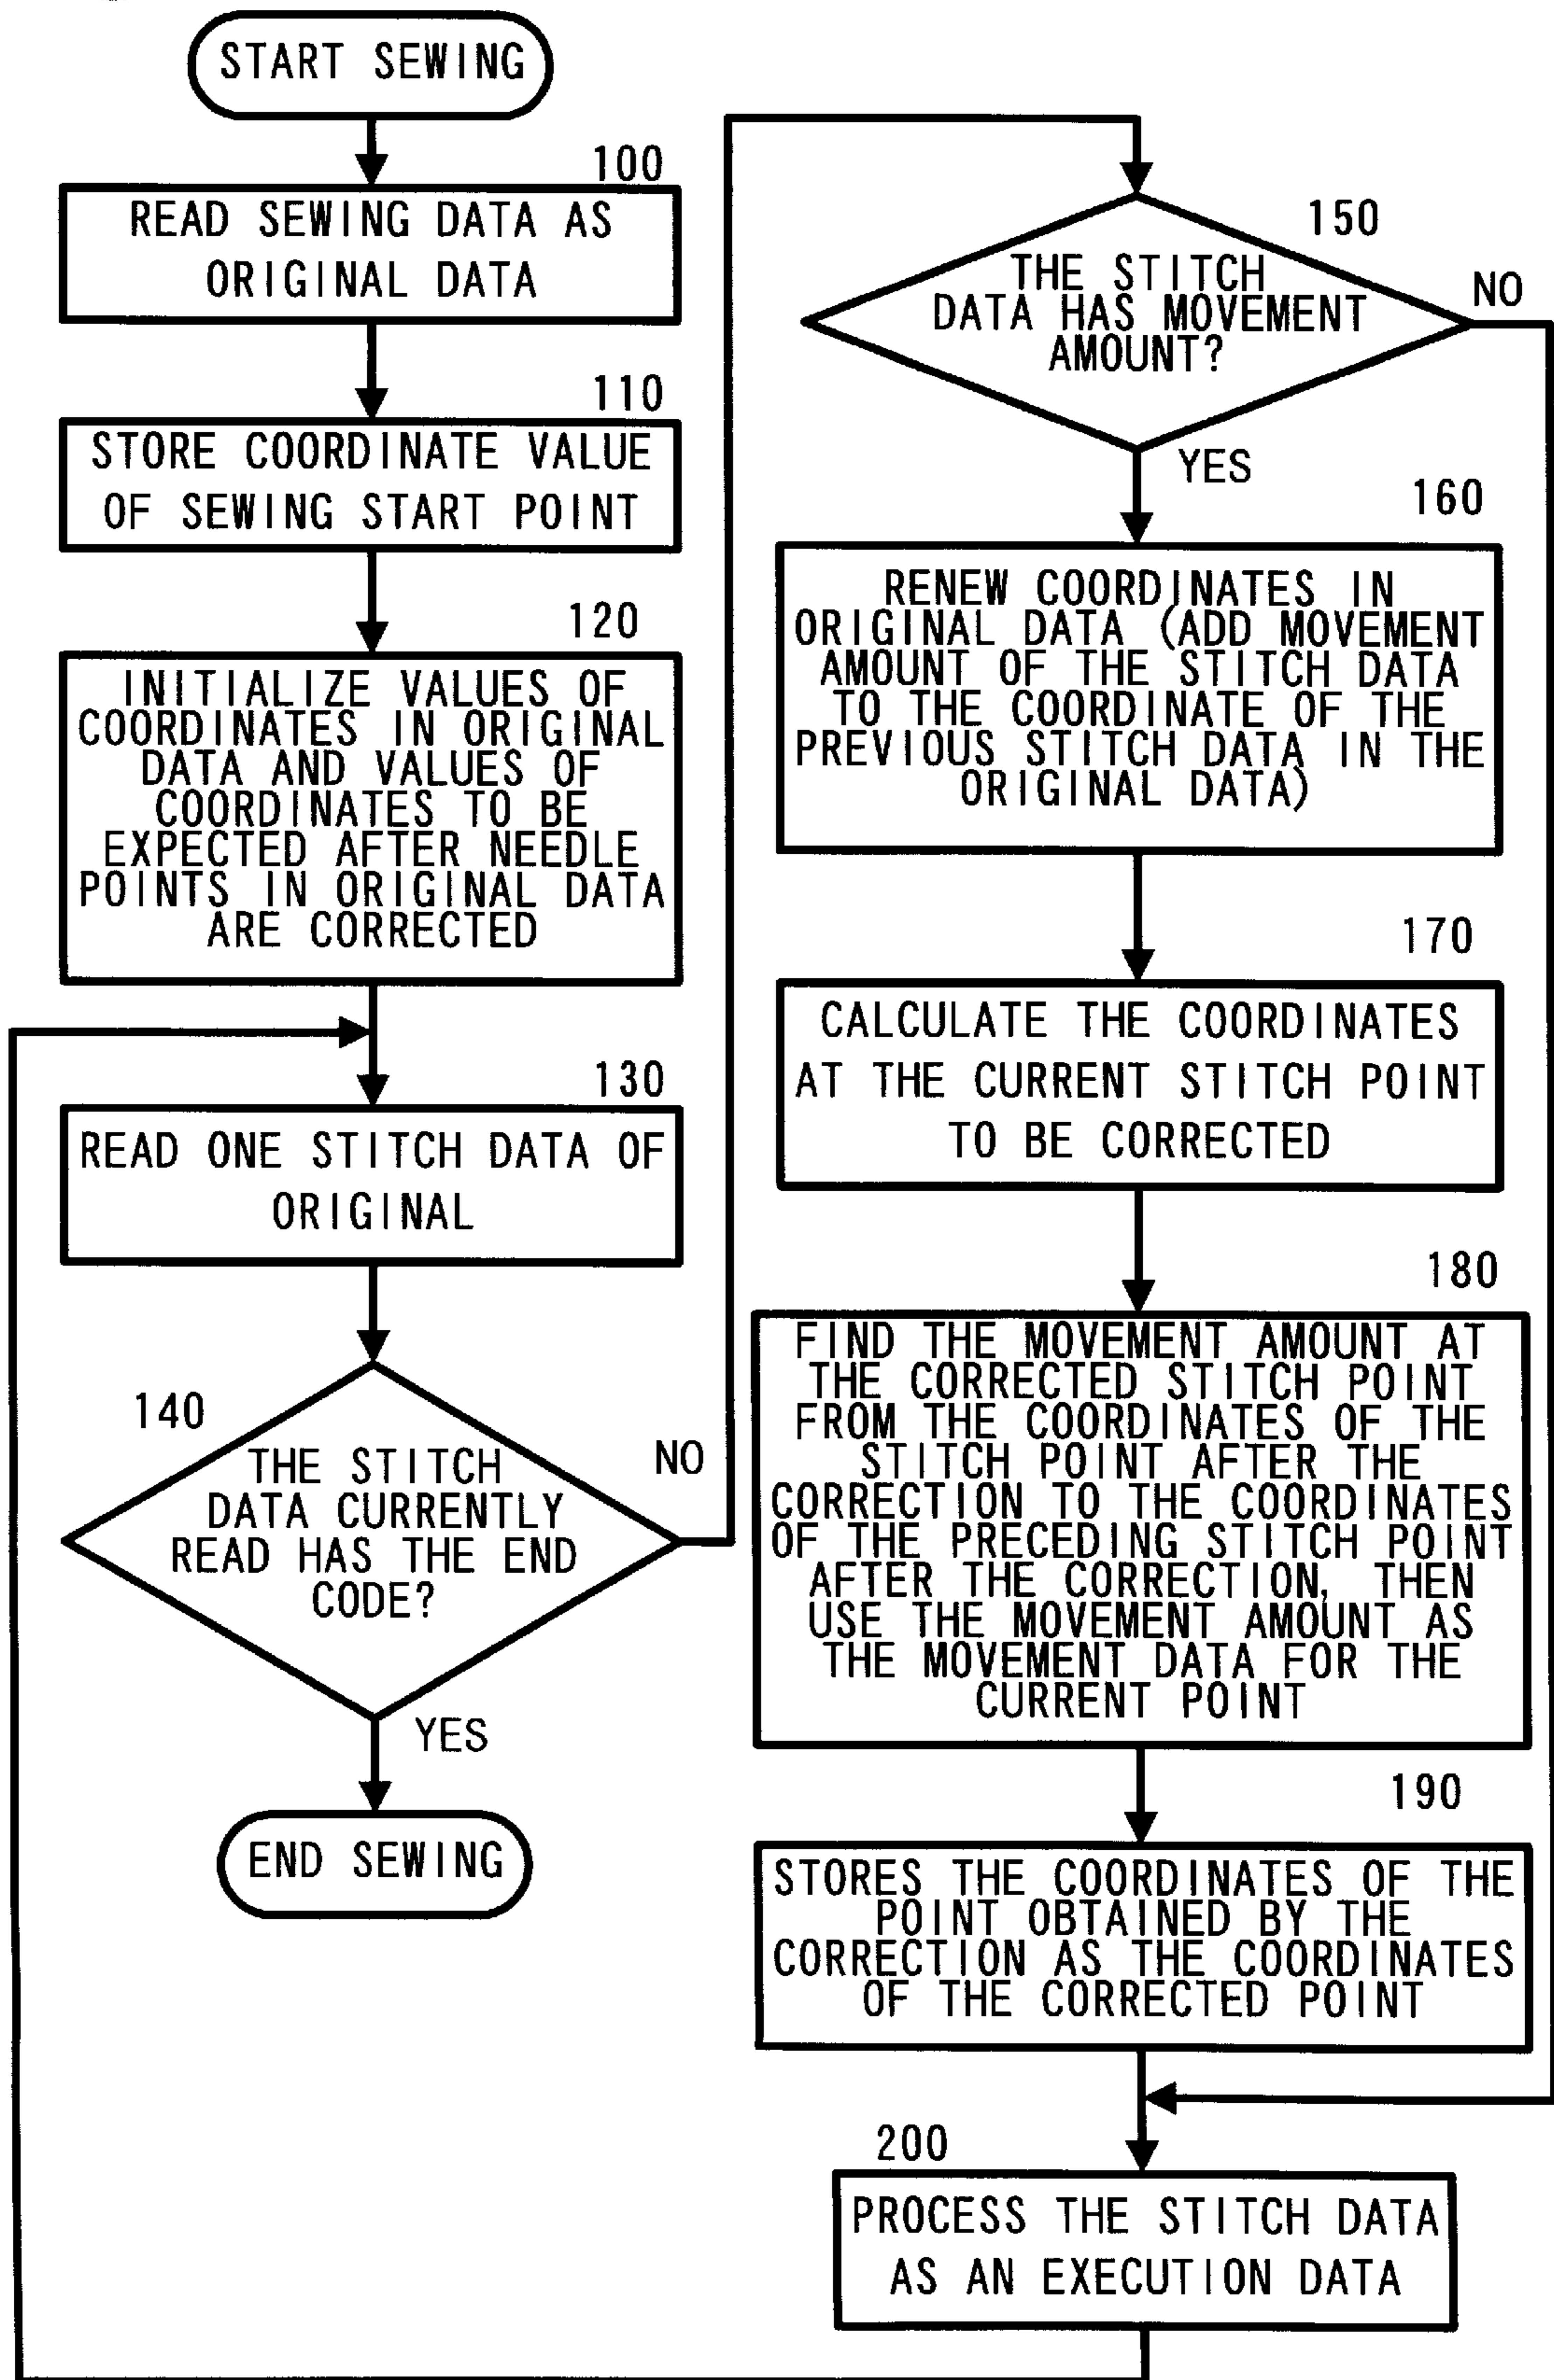 START SEWING
100
READ SEWING DATA AS
ORIGINAL DATA
110
STORE COORDINATE VALUE
OF SEWING START POINT
120
INITIALIZE VALUES OF
COORDINATES IN ORIGINAL
DATA AND VALUES OF
COORDINATES TO BE
EXPECTED AFTER NEEDLE
POINTS IN ORIGINAL DATA
ARE CORRECTED
130
READ ONE STITCH DATA OF
ORIGINAL
140
THE STITCH
DATA CURRENTLY
READ HAS THE END
CODE?
NO
YES
END SEWING
150
THE STITCH
DATA HAS MOVEMENT
AMOUNT?
NO
YES
160
RENEW COORDINATES IN
ORIGINAL DATA (ADD MOVEMENT
AMOUNT OF THE STITCH DATA
TO THE COORDINATE OF THE
PREVIOUS STITCH DATA IN THE
ORIGINAL DATA)
170
CALCULATE THE COORDINATES
AT THE CURRENT STITCH POINT
TO BE CORRECTED
180
FIND THE MOVEMENT AMOUNT AT
THE CORRECTED STITCH POINT
FROM THE COORDINATES OF THE
STITCH POINT AFTER THE
CORRECTION TO THE COORDINATES
OF THE PRECEDING STITCH POINT
AFTER THE CORRECTION, THEN
USE THE MOVEMENT AMOUNT AS
THE MOVEMENT DATA FOR THE
CURRENT POINT
190
STORES THE COORDINATES OF THE
POINT OBTAINED BY THE
CORRECTION AS THE COORDINATES
OF THE CORRECTED POINT
200
PROCESS THE STITCH DATA
AS AN EXECUTION DATA